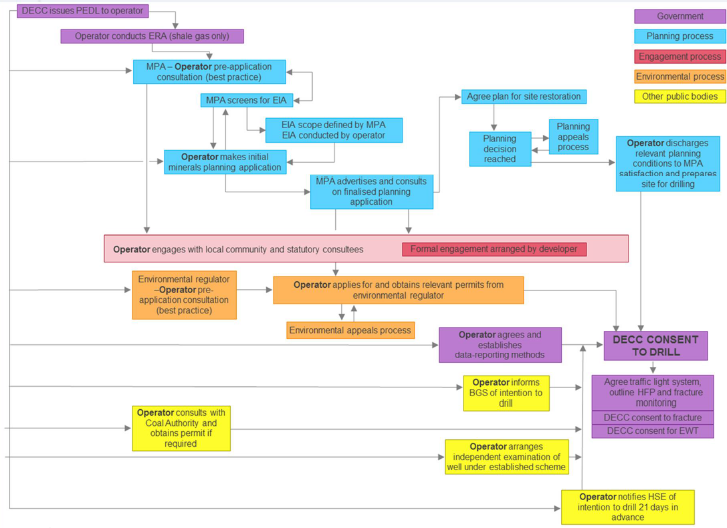 DECC issues PEDL to operator
Operator conducts ERA (shale gas only)
MPA – Operator pre-application
consultation (best practice)
MPA screens for EIA
EIA scope defined by MPA
EIA conducted by operator
Operator makes initial
minerals planning application
MPA advertises and consults
on finalised planning
application
Agree plan for site restoration
Planning
decision
reached
Planning
appeals
process
Operator discharges
relevant planning
conditions to MPA
satisfaction and prepares
site for drilling
Government
Planning process
Engagement process
Environmental process
Other public bodies
Operator engages with local community and statutory consultees
Formal engagement arranged by developer
Environmental regulator
–Operator pre-
application consultation
(best practice)
Operator applies for and obtains relevant permits from
environmental regulator
Environmental appeals process
Operator agrees and
establishes
data-reporting methods
DECC CONSENT
TO DRILL
Agree traffic light system,
outline HFP and fracture
monitoring
DECC consent to fracture
DECC consent for EWT
Operator informs
BGS of intention to
drill
Operator consults with
Coal Authority and
obtains permit if
required
Operator arranges
independent examination of
well under established scheme
Operator notifies HSE of
intention to drill 21 days in
advance